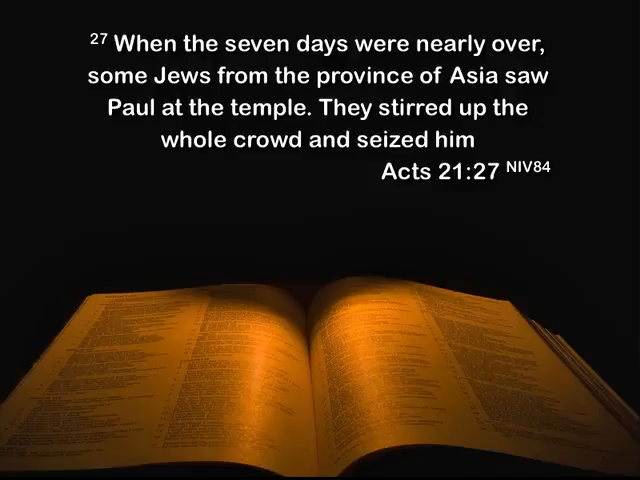 27 When the seven days were nearly over,
some Jews from the province of Asia saw
Paul at the temple. They stirred up the
whole crowd and seized him
Acts 21:27 NIV84